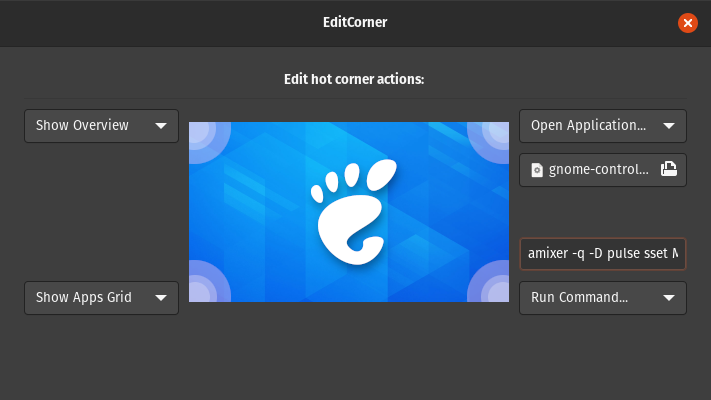 EditCorner
Edit hot corner actions:
Show Overview
Open Application...
gnome-control...
amixer -q -D pulse sset
Show Apps Grid
Run Command...